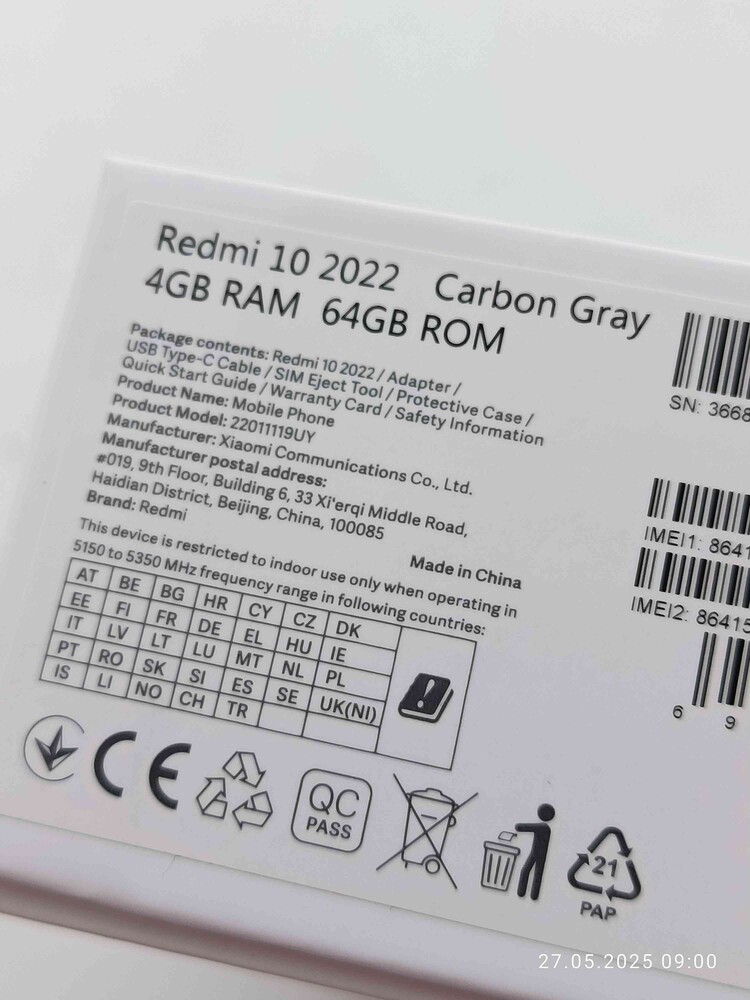 Redmi 10 2022 Carbon Gray
4GB RAM 64GB ROM
Package contents: Redmi 10 2022 / Adapter /
USB Type-C Cable / SIM Eject Tool / Protective Case /
Quick Start Guide / Warranty Card / Safety Information
Product Name: Mobile Phone
Product Model: 22011119UY
Manufacturer: Xiaomi Communications Co., Ltd.
Manufacturer postal address:
#019, 9th Floor, Building 6, 33 Xi'erqi Middle Road,
Haidian District, Beijing, China, 100085
Brand: Redmi
Made in China
This device is restricted to indoor use only when operating in
5150 to 5350 MHz frequency range in following countries:
AT BE BG HR CY CZ DK
EE FI FR DE EL HU IE
IT LV LT LU MT NL PL
PT RO SK SI ES SE UK(NI)
IS LI NO CH TR
SN: 3668
IMEI1: 8641
IMEI2: 86415
6 9
CE
QC
PASS
21
PAP
27.05.2025 09:00